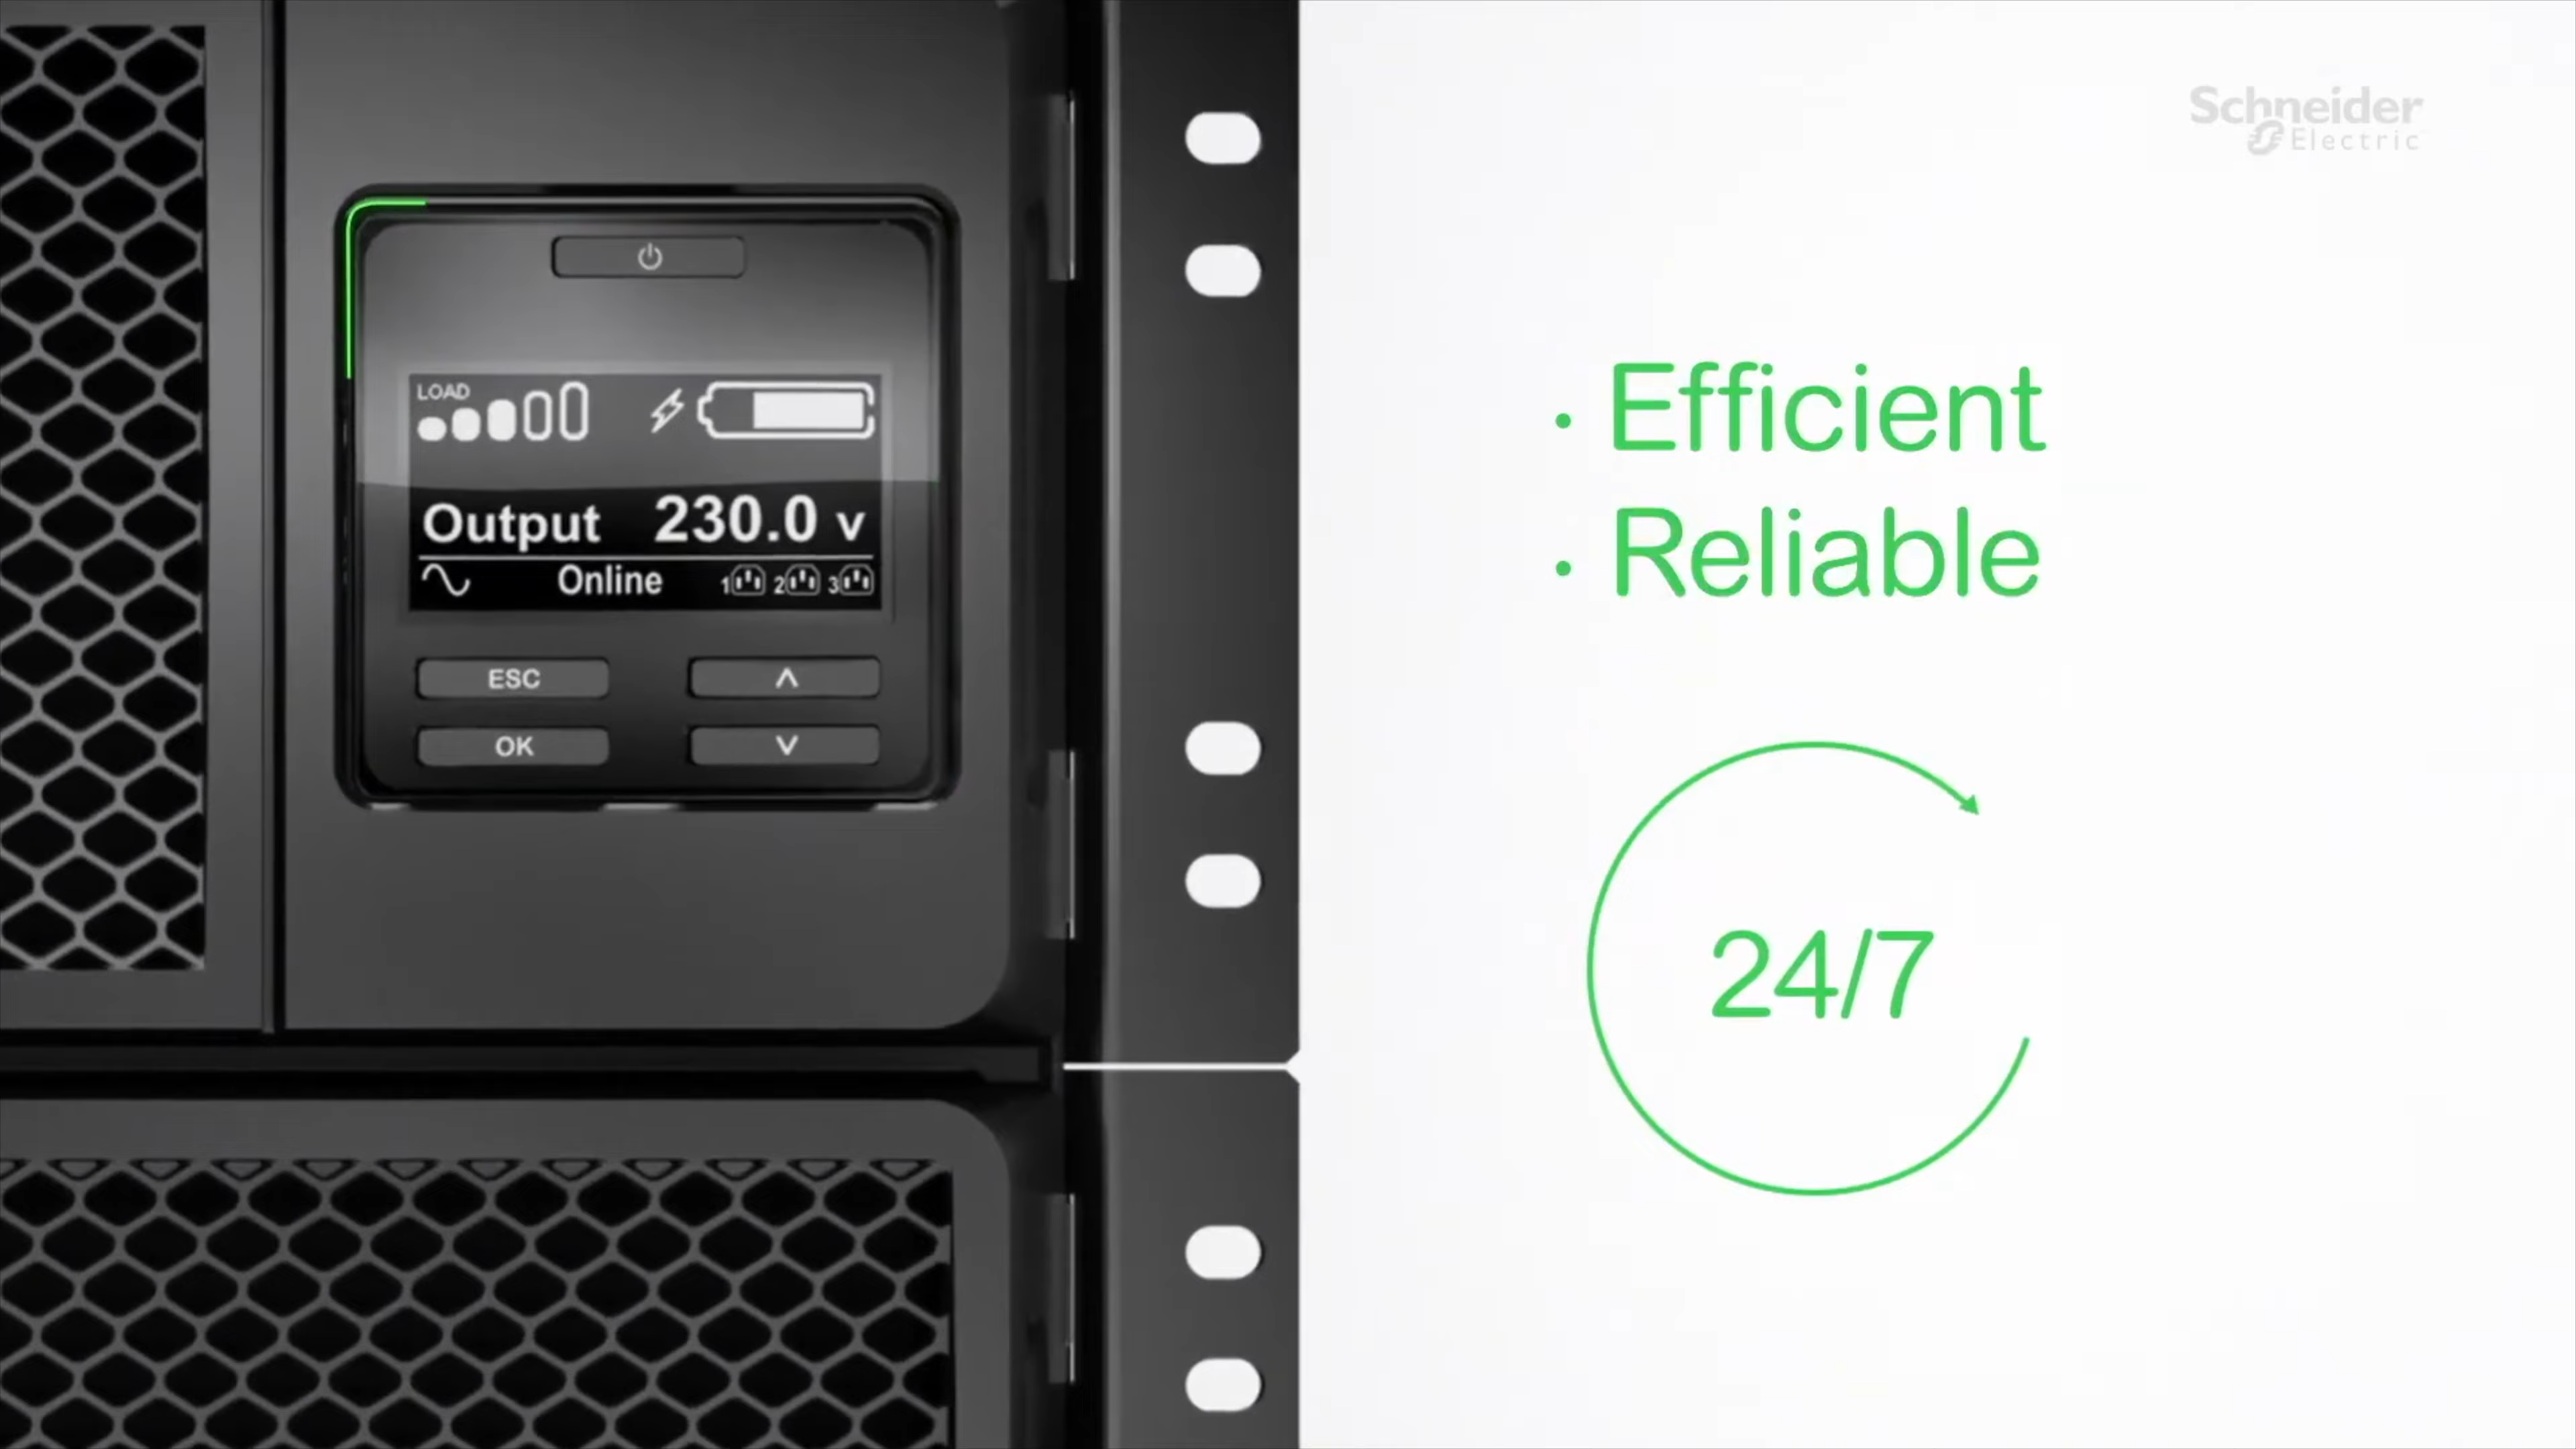 Schneider
Electric
LOAD
Output 230.0 v
Online 1 2 3
ESC
OK
· Efficient
· Reliable
24/7